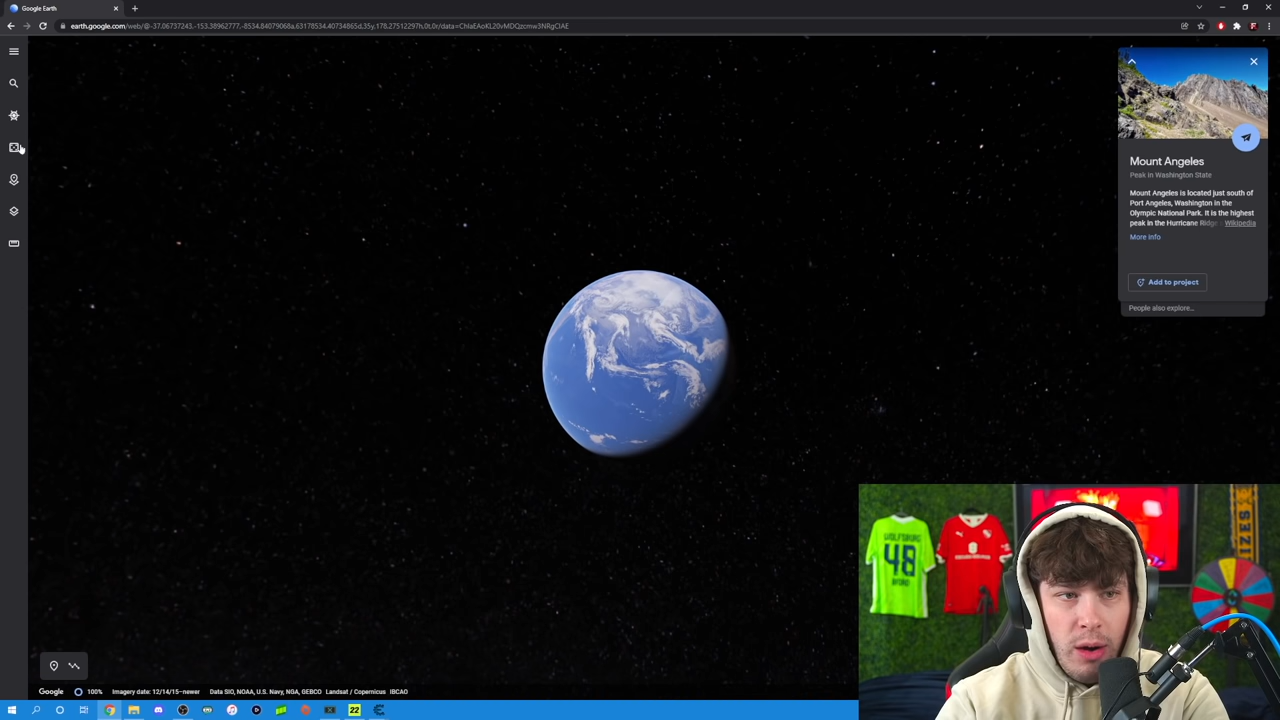 Google Earth
earth.google.com/web/@-37.06737243,-153.38962777,-8534.84079068a,63178534.40734865d,35y,178.27512297h,0t,0r/data=ChIaEAoKL20vMDQzcmw3NRgCIAE
Mount Angeles
Peak in Washington State
Mount Angeles is located just south of
Port Angeles, Washington in the
Olympic National Park. It is the highest
peak in the Hurricane Ridge Wikipedia
More info
Add to project
People also explore...
WOLFSBURG
48
Google 100% Imagery date: 12/14/15–newer Data SIO, NOAA, U.S. Navy, NGA, GEBCO Landsat / Copernicus IBCAO
22